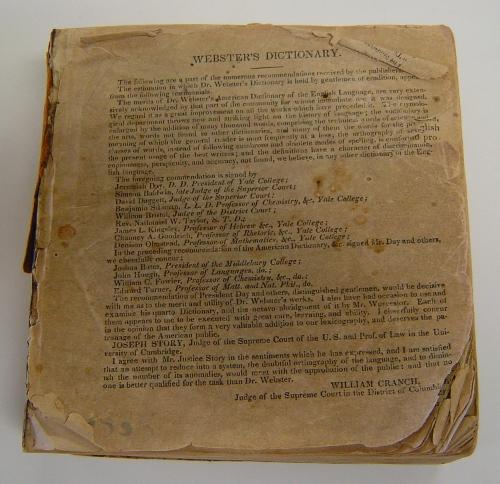 WEBSTER'S DICTIONARY.
The following are a part of the numerous recommendations received by the publishers.
The estimation in which Dr. Webster's Dictionary is held by gentlemen of condition, appears
from the following testimonials.
The merits of Dr. Webster's American Dictionary of the English Language, are very exten-
sively acknowledged by that part of the community for whose immediate use it was designed.
We regard it as a great improvement on all the works which have preceded it. The etymolo-
gical department throws new and striking light on the history of language; the vocabulary is
enlarged by the addition of many thousand words, comprising the technical words of science and
the arts, words not found in other dictionaries, and many of them the words for the precise
meaning of which the general reader is most frequently at a loss; the orthography of several
classes of words, instead of following cumbrous and obsolete modes of spelling, is conformed
the present usage of the best writers; and the definitions have a character of discrimination,
copiousness, perspicuity, and accuracy, not found, we believe, in any other dictionary of the Eng-
lish language.
The foregoing commendation is signed by
Jeremiah Day, D. D. President of Yale College;
Simeon Baldwin, late Judge of the Superior Court;
David Daggett, Judge of the Superior Court;
Benjamin Silliman, L. L. D. Professor of Chemistry, &c. Yale College;
William Bristol, Judge of the District Court;
Rev. Nathaniel W. Taylor, S. T. D.;
James L. Kingsley, Professor of Hebrew &c., Yale College;
Chauncy A. Goodrich, Professor of Rhetoric, &c. Yale College;
Denison Olmstead, Professor of Mathematics, &c., Yale College;
In the preceding recommendation of the American Dictionary, &c. signed Mr. Day and others,
we cheerfully concur;
Joshua Bates, President of the Middlebury College;
John Hough, Professor of Languages, do.;
William C. Fowler, Professor of Chemistry, &c., do.;
Edward Turner, Professor of Math. and Nat. Phil., do.
The recommendation of President Day and others, distinguished gentlemen, would be decisive
with me as to the merit and utility of Dr. Webster's works. I also have had occasion to use and
examine his quarto Dictionary, and the octavo abridgment of it by Mr. Worcester. Each of
them appears to me to be executed with great care, learning, and ability. I cheerfully concur
in the opinion that they form a very valuable addition to our lexicography, and deserves the pa-
tronage of the American public.
JOSEPH STORY, Judge of the Supreme Court of the U. S. and Prof. of Law in the Uni-
versity of Cambridge.
I agree with Mr. Justice Story in the sentiments which he has expressed, and I am satisfied
that an attempt to reduce into a system, the doubtful orthography of the language, and to dimin-
ish the number of its anomalies, would meet with the approbation of the public: and that no
one is better qualified for the task than Dr. Webster.
WILLIAM CRANCH,
Judge of the Supreme Court in the District of Columbia